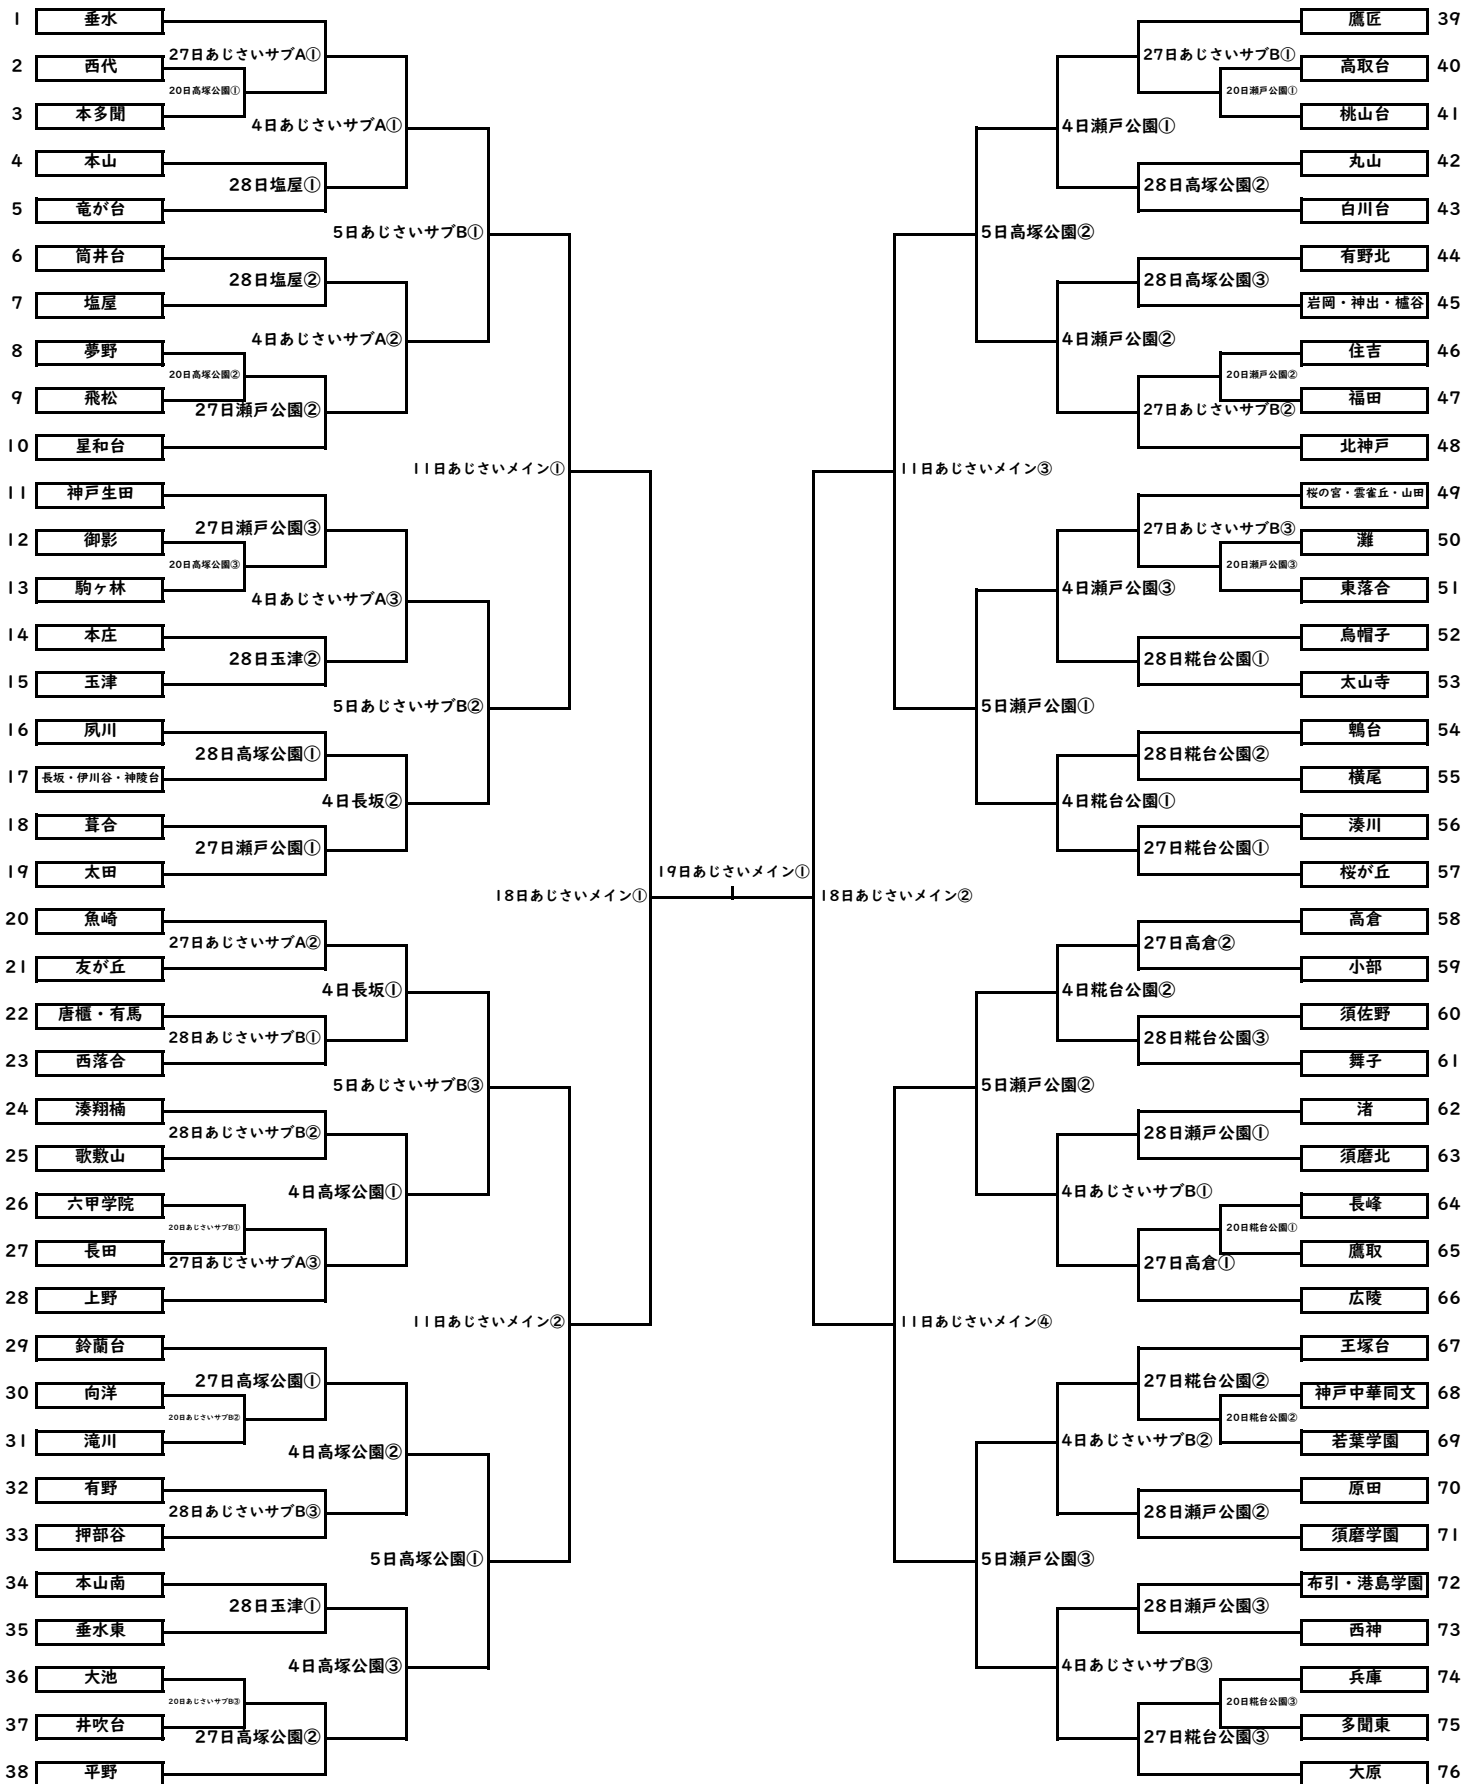 1 垂水
27日あじさいサブA①
2 西代
20日高塚公園①
3 本多聞
4日あじさいサブA①
4 本山
28日塩屋①
5 竜が台
5日あじさいサブB①
6 筒井台
28日塩屋②
7 塩屋
4日あじさいサブA②
8 夢野
20日高塚公園②
9 飛松
27日瀬戸公園②
10 星和台
11日あじさいメイン①
11 神戸生田
27日瀬戸公園③
12 御影
20日高塚公園③
13 駒ヶ林
4日あじさいサブA③
14 本庄
28日玉津②
15 玉津
5日あじさいサブB②
16 夙川
28日高塚公園①
17 長坂・伊川谷・神陵台
4日長坂②
18 葺合
27日瀬戸公園①
19 太田
18日あじさいメイン①
20 魚崎
27日あじさいサブA②
21 友が丘
4日長坂①
22 唐櫃・有馬
28日あじさいサブB①
23 西落合
5日あじさいサブB③
24 湊翔楠
28日あじさいサブB②
25 歌敷山
4日高塚公園①
26 六甲学院
20日あじさいサブB①
27 長田
27日あじさいサブA③
28 上野
11日あじさいメイン②
29 鈴蘭台
27日高塚公園①
30 向洋
20日あじさいサブB②
31 滝川
4日高塚公園②
32 有野
28日あじさいサブB③
33 押部谷
5日高塚公園①
34 本山南
28日玉津①
35 垂水東
4日高塚公園③
36 大池
20日あじさいサブB③
37 井吹台
27日高塚公園②
38 平野
19日あじさいメイン①
鷹匠 39
27日あじさいサブB①
高取台 40
20日瀬戸公園①
桃山台 41
4日瀬戸公園①
丸山 42
28日高塚公園②
白川台 43
5日高塚公園②
有野北 44
28日高塚公園③
岩岡・神出・櫨谷 45
4日瀬戸公園②
住吉 46
20日瀬戸公園②
福田 47
27日あじさいサブB②
北神戸 48
11日あじさいメイン③
桜の宮・雲雀丘・山田 49
27日あじさいサブB③
灘 50
20日瀬戸公園③
東落合 51
4日瀬戸公園③
烏帽子 52
28日糀台公園①
太山寺 53
5日瀬戸公園①
鵯台 54
28日糀台公園②
横尾 55
4日糀台公園①
湊川 56
27日糀台公園①
桜が丘 57
18日あじさいメイン②
高倉 58
27日高倉②
小部 59
4日糀台公園②
須佐野 60
28日糀台公園③
舞子 61
5日瀬戸公園②
渚 62
28日瀬戸公園①
須磨北 63
4日あじさいサブB①
長峰 64
20日糀台公園①
鷹取 65
27日高倉①
広陵 66
11日あじさいメイン④
王塚台 67
27日糀台公園②
神戸中華同文 68
20日糀台公園②
若葉学園 69
4日あじさいサブB②
原田 70
28日瀬戸公園②
須磨学園 71
5日瀬戸公園③
布引・港島学園 72
28日瀬戸公園③
西神 73
4日あじさいサブB③
兵庫 74
20日糀台公園③
多聞東 75
27日糀台公園③
大原 76